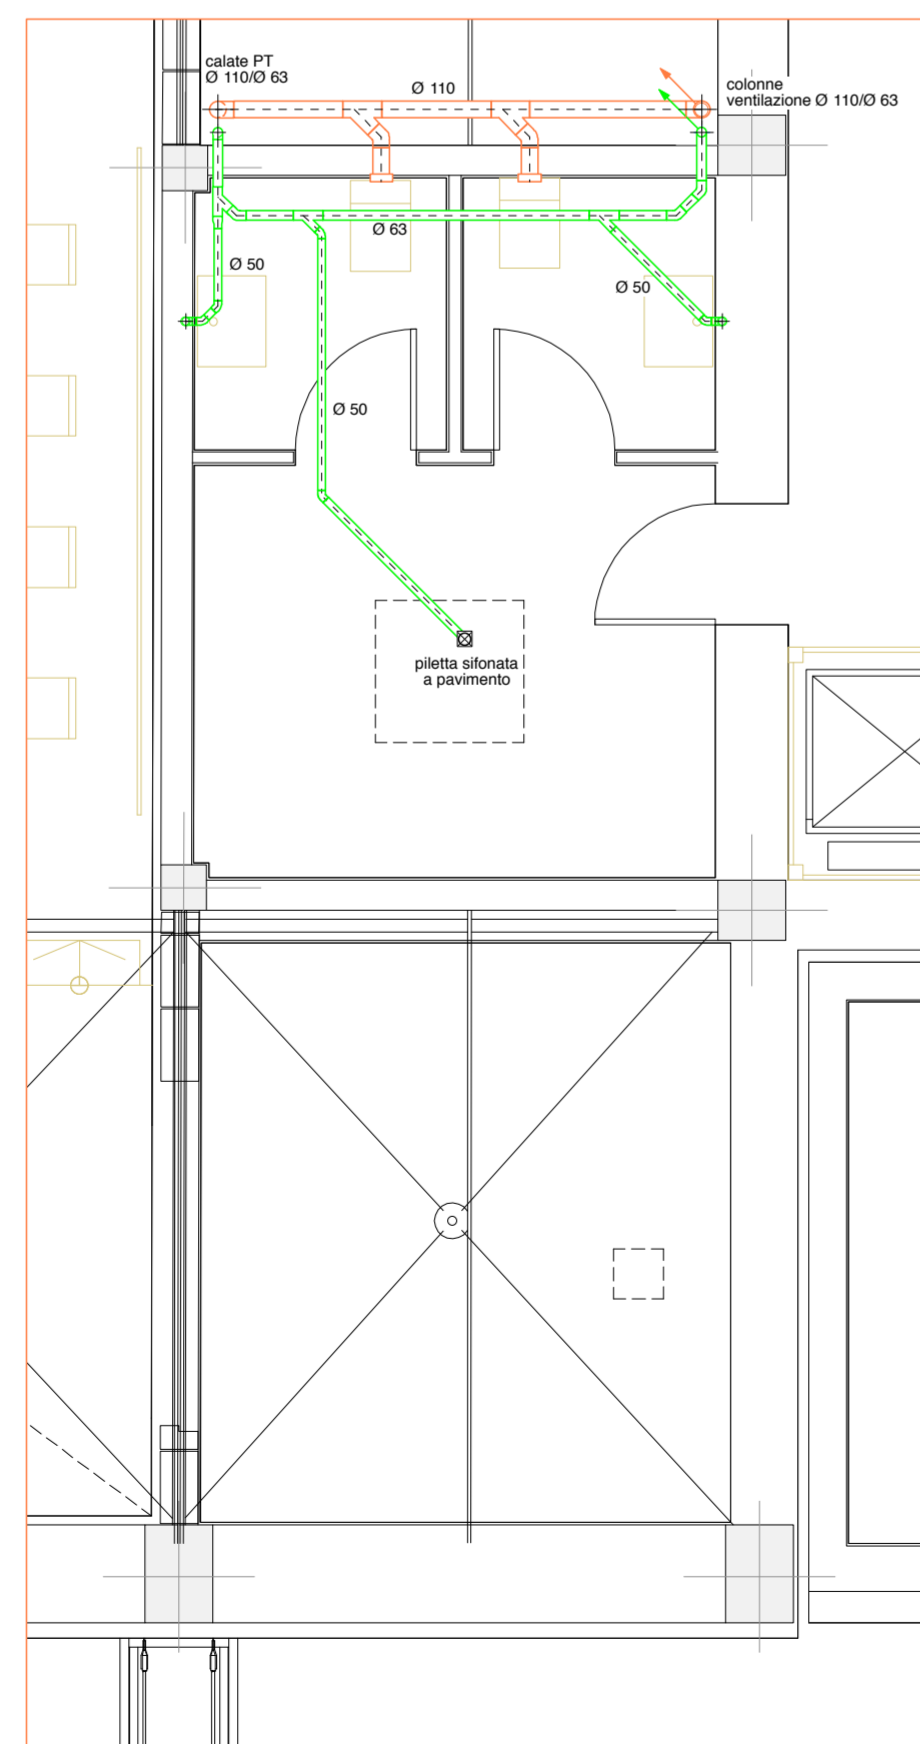 calate PT
Ø 110/Ø 63
Ø 110
colonne
ventilazione Ø 110/Ø 63
Ø 63
Ø 50
Ø 50
Ø 50
piletta sifonata
a pavimento